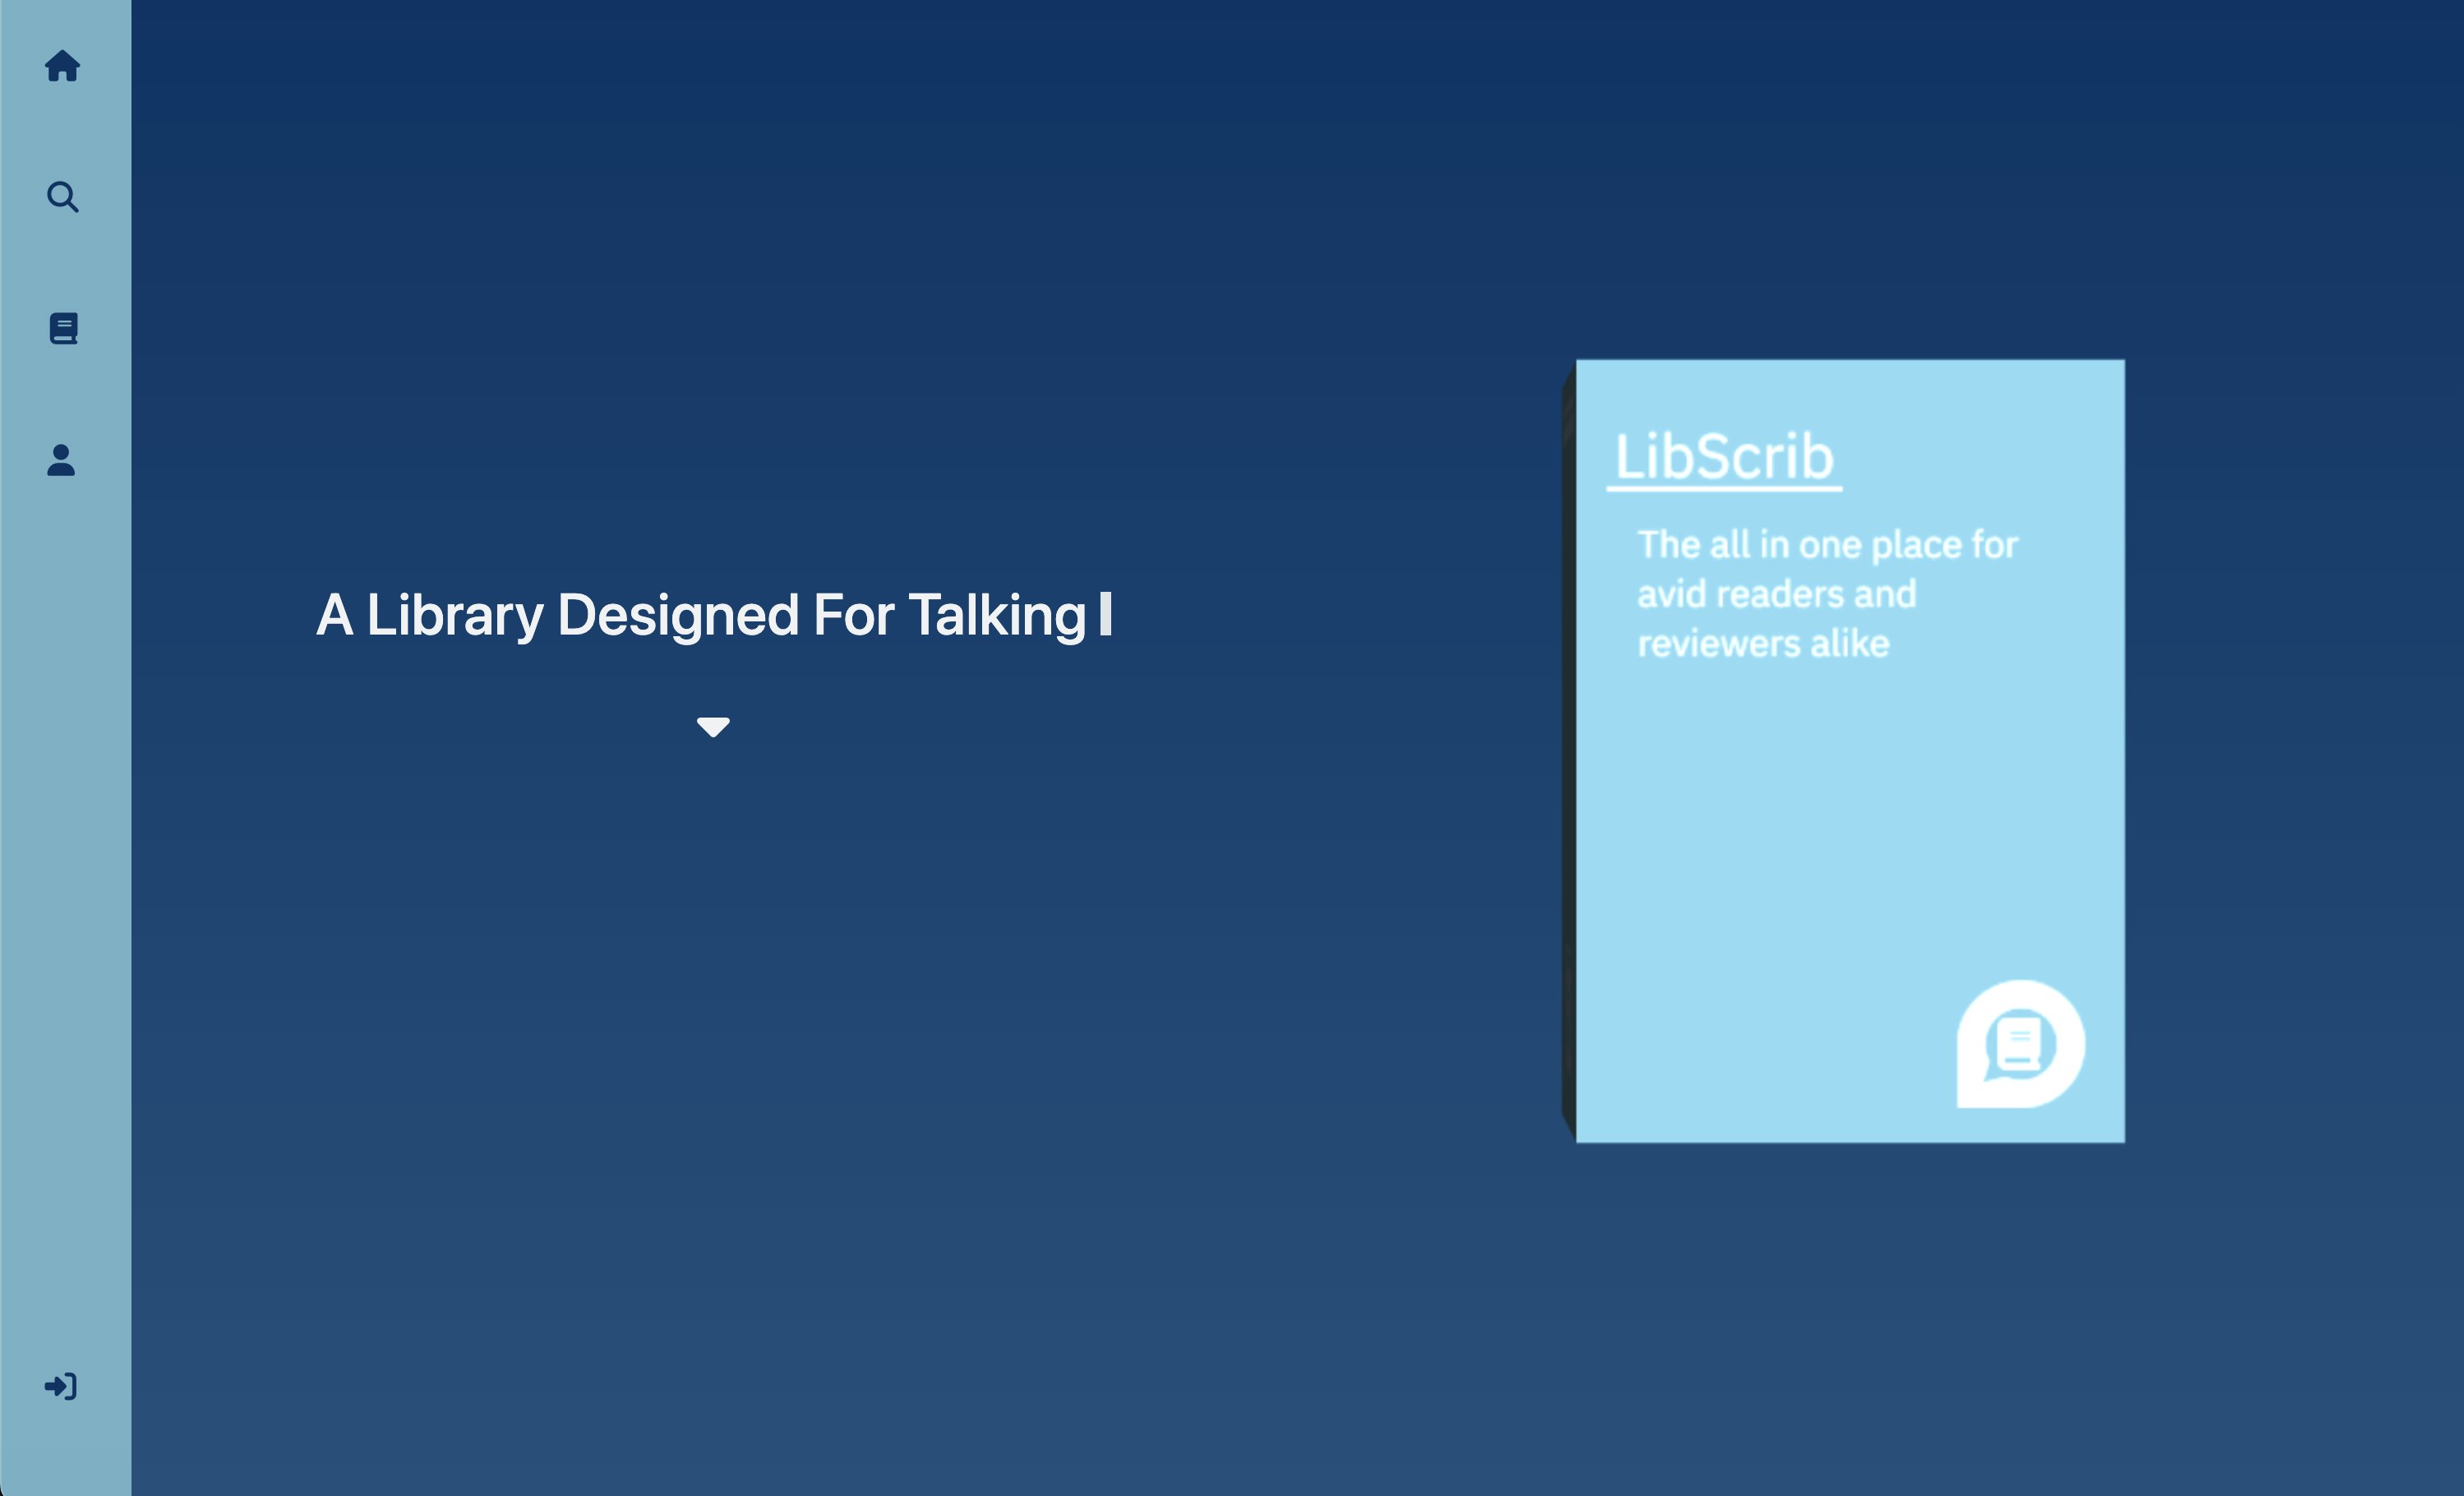 A Library Designed For Talking
LibScrib
The all in one place for
avid readers and
reviewers alike